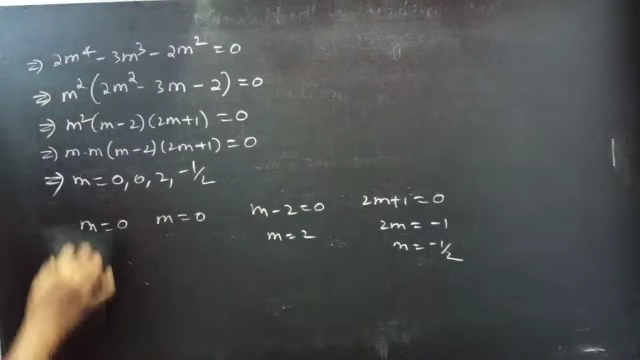 ⇒ 2m⁴ - 3m³ - 2m² = 0
⇒ m² (2m² - 3m - 2) = 0
⇒ m² (m-2) (2m+1) = 0
⇒ m·m (m-2) (2m+1) = 0
⇒ m = 0, 0, 2, -1/2
m = 0 m = 0 m - 2 = 0 2m+1 = 0
m = 2 2m = -1
m = -1/2